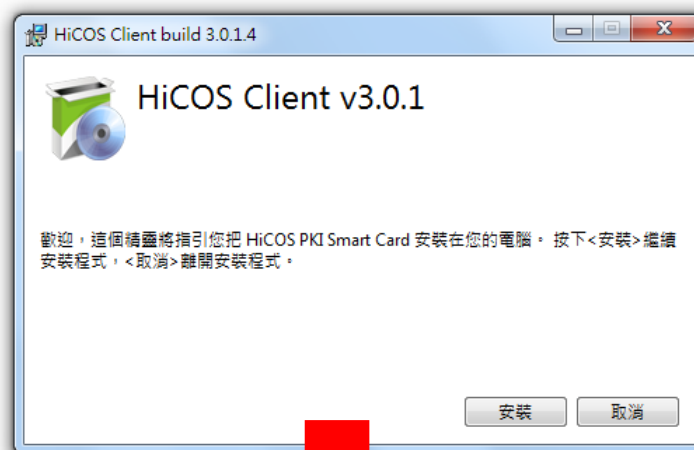 HiCOS Client build 3.0.1.4
HiCOS Client v3.0.1
歡迎，這個精靈將指引您把 HiCOS PKI Smart Card 安裝在您的電腦。 按下<安裝>繼續
安裝程式，<取消>離開安裝程式。
安裝 取消